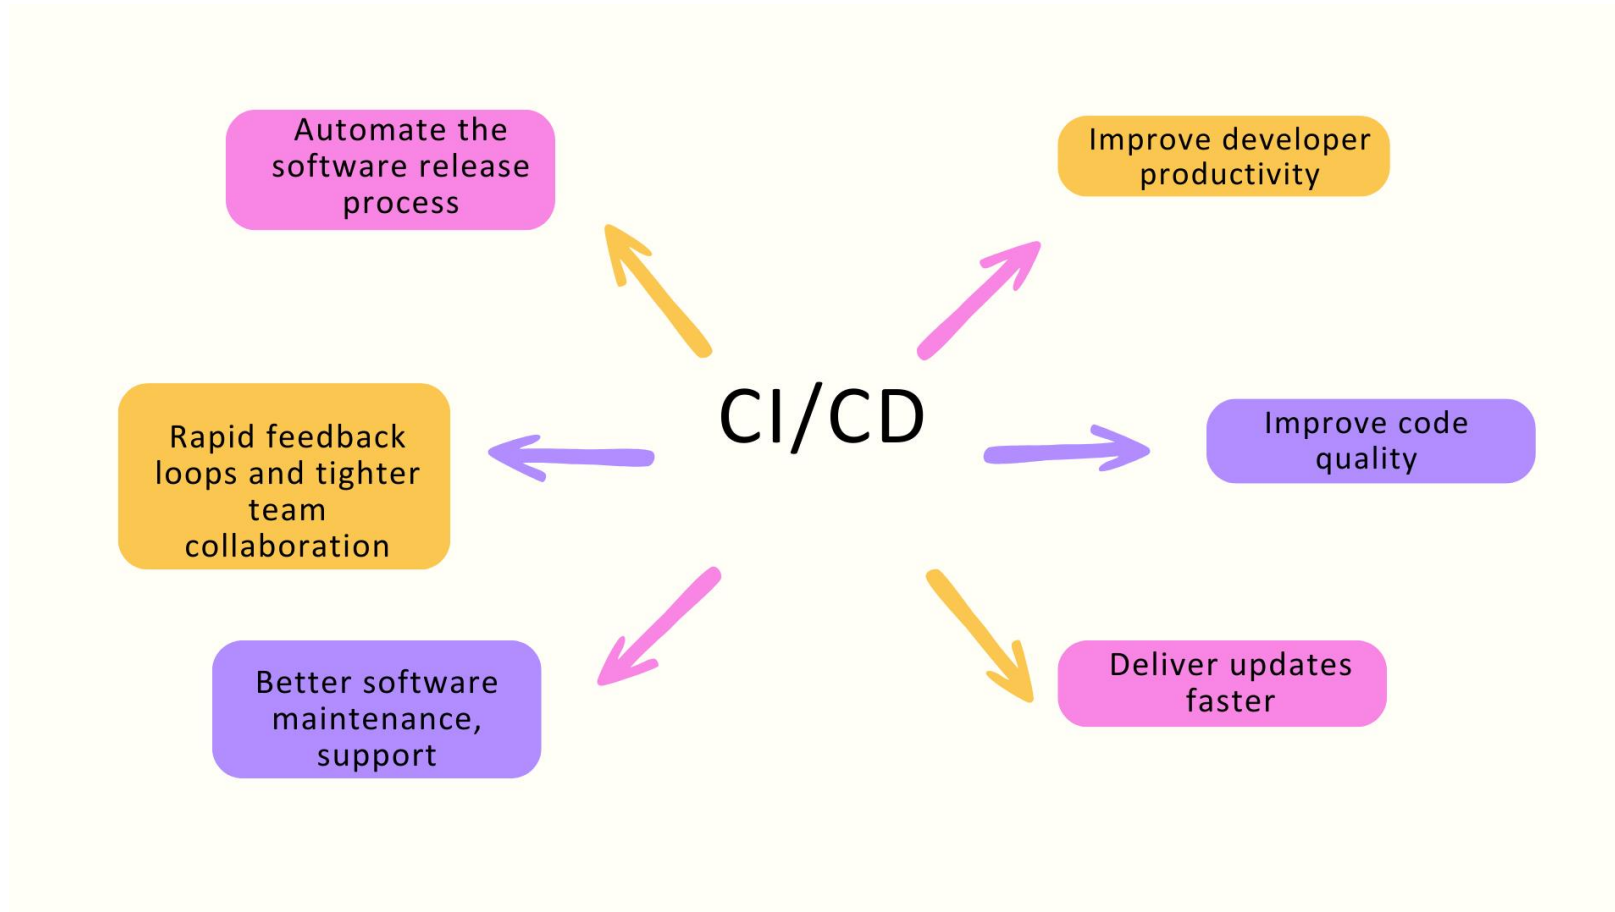 Automate the
software release
process
Improve developer
productivity
CI/CD
Rapid feedback
loops and tighter
team
collaboration
Improve code
quality
Better software
maintenance,
support
Deliver updates
faster